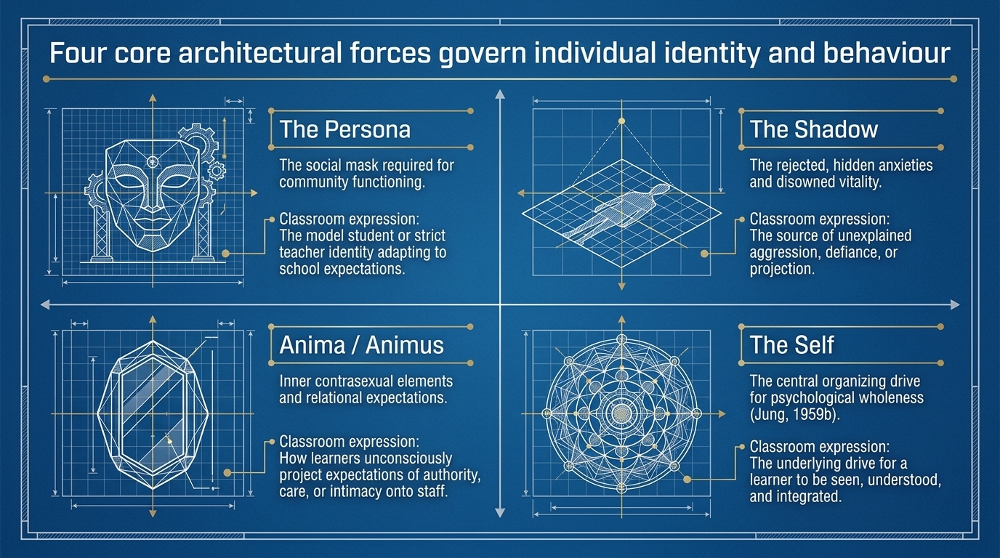 Four core architectural forces govern individual identity and behaviour
The Persona
The social mask required for
community functioning.
Classroom expression:
The model student or strict
teacher identity adapting to
school expectations.
The Shadow
The rejected, hidden anxieties
and disowned vitality.
Classroom expression:
The source of unexplained
aggression, defiance, or
projection.
Anima / Animus
Inner contrasexual elements
and relational expectations.
Classroom expression:
How learners unconsciously
project expectations of authority,
care, or intimacy onto staff.
The Self
The central organizing drive
for psychological wholeness
(Jung, 1959b).
Classroom expression:
The underlying drive for a
learner to be seen, understood,
and integrated.